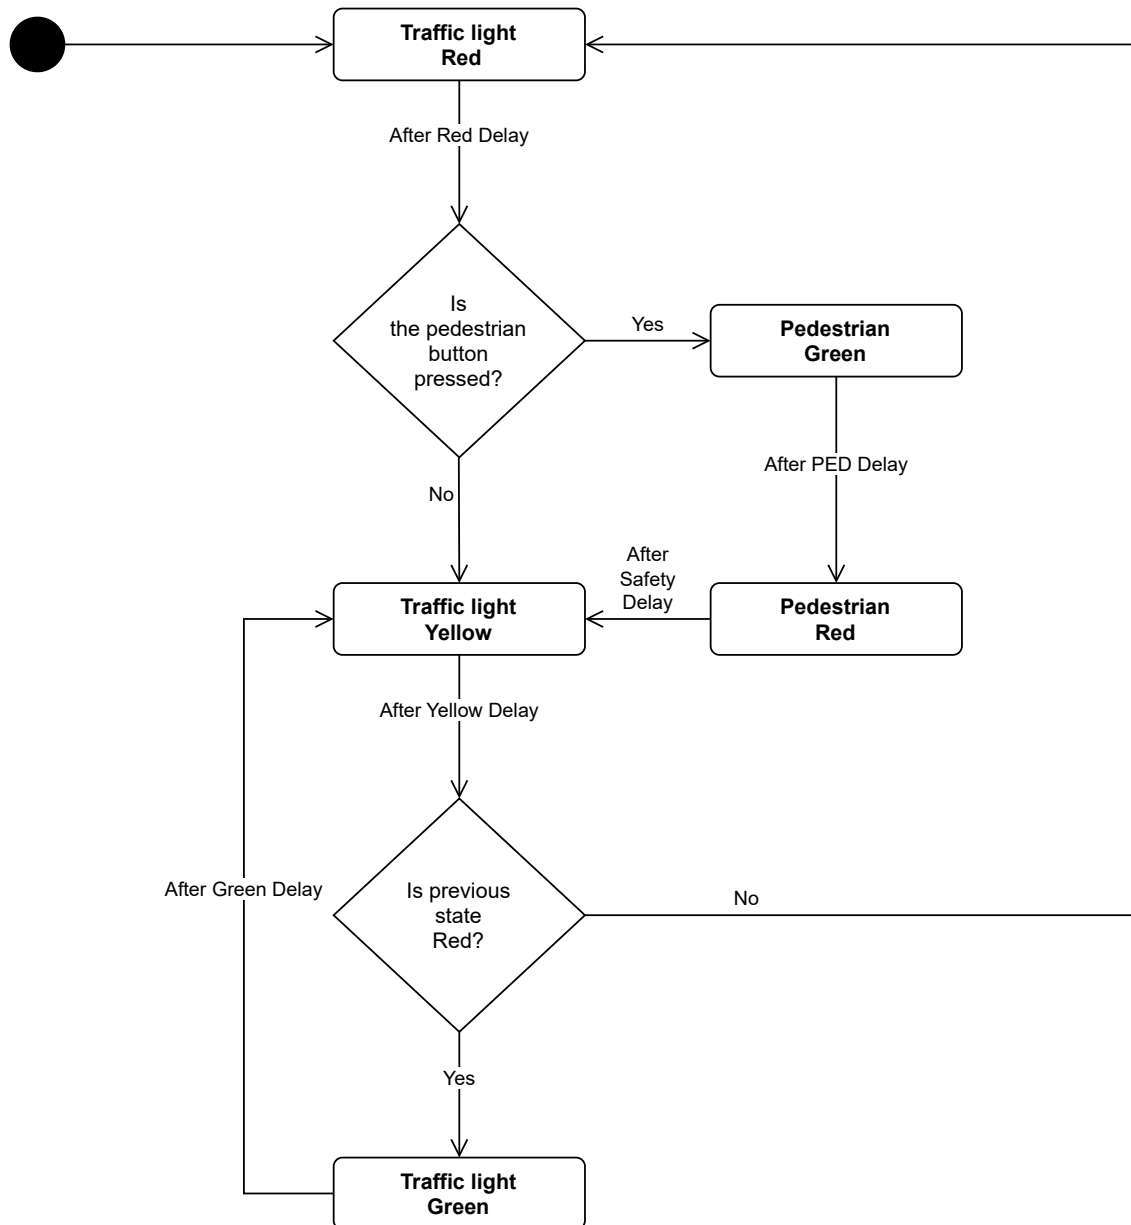 Traffic light
Red
After Red Delay
Is
the pedestrian
button
pressed?
Yes
Pedestrian
Green
After PED Delay
No
After
Safety
Delay
Traffic light
Yellow
Pedestrian
Red
After Yellow Delay
After Green Delay
Is previous
state
Red?
No
Yes
Traffic light
Green